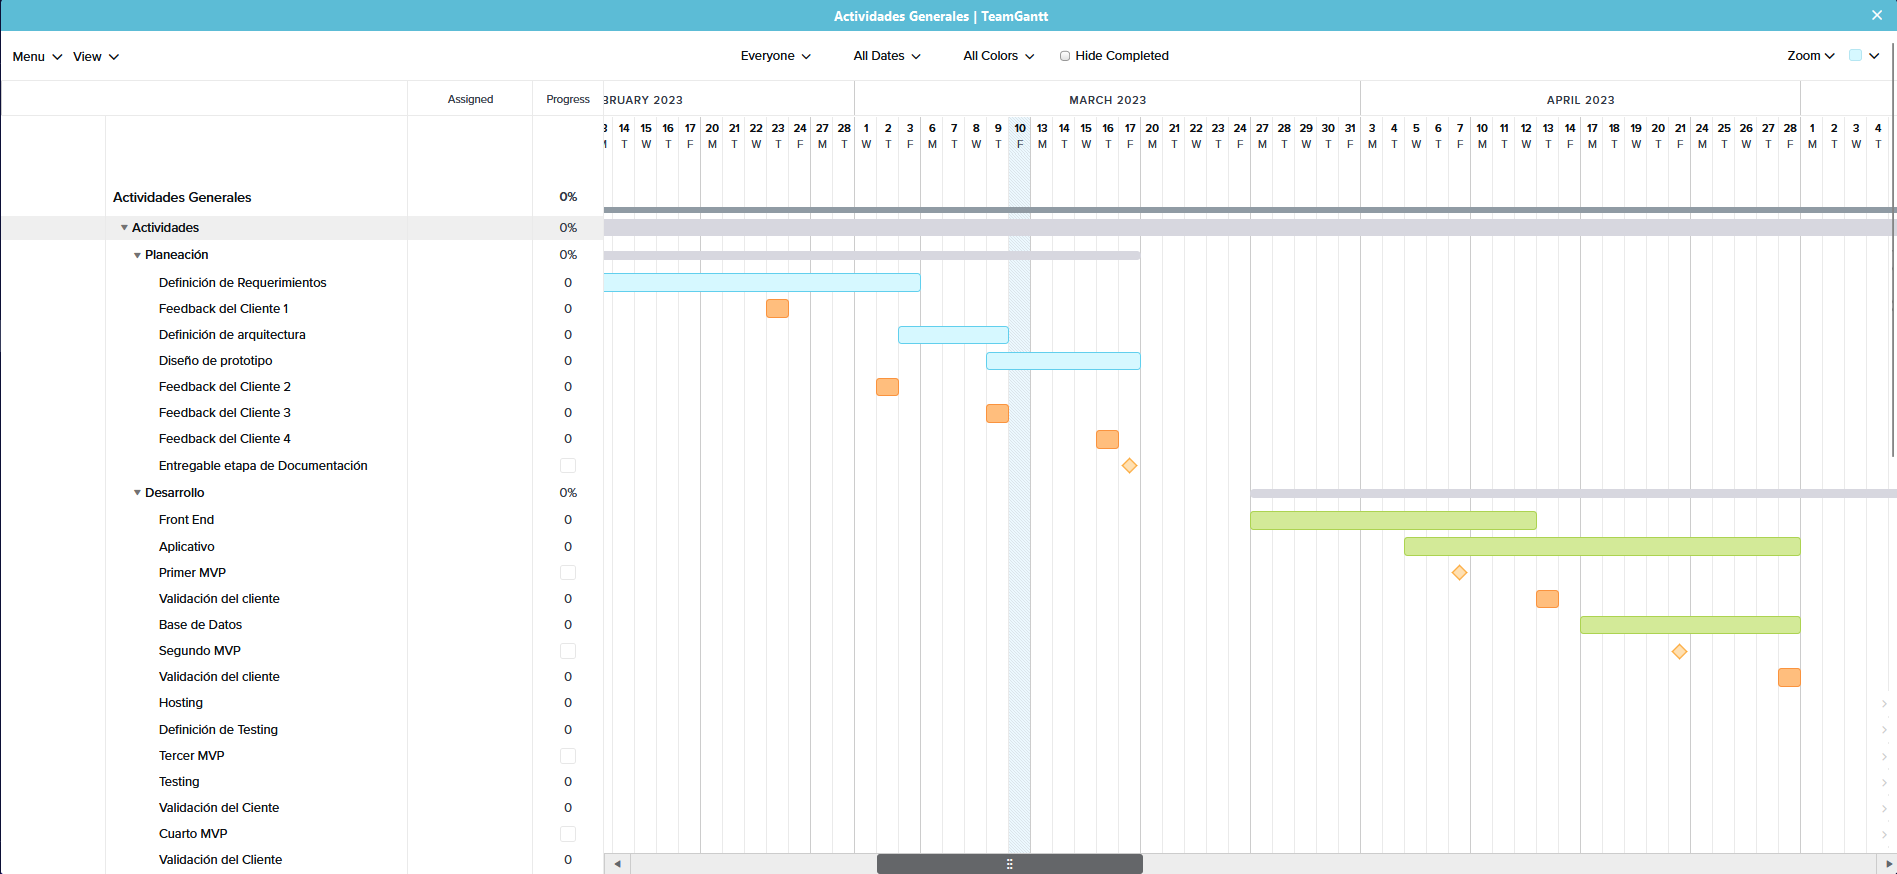 Actividades Generales | TeamGantt
Menu View Everyone All Dates All Colors Hide Completed Zoom
Assigned Progress BRUARY 2023 MARCH 2023 APRIL 2023
14 15 16 17 20 21 22 23 24 27 28 1 2 3 6 7 8 9 10 13 14 15 16 17 20 21 22 23 24 27 28 29 30 31 3 4 5 6 7 10 11 12 13 14 17 18 19 20 21 24 25 26 27 28 1 2 3 4
T W T F M T W T F M T W T F M T W T F M T W T F M T W T F M T W T F M T W T F M T W T F M T W T F M T W T F M T W T
Actividades Generales 0%
Actividades 0%
Planeación 0%
Definición de Requerimientos 0
Feedback del Cliente 1 0
Definición de arquitectura 0
Diseño de prototipo 0
Feedback del Cliente 2 0
Feedback del Cliente 3 0
Feedback del Cliente 4 0
Entregable etapa de Documentación
Desarrollo 0%
Front End 0
Aplicativo 0
Primer MVP
Validación del cliente 0
Base de Datos 0
Segundo MVP
Validación del cliente 0
Hosting 0
Definición de Testing 0
Tercer MVP
Testing 0
Validación del Ciente 0
Cuarto MVP
Validación del Cliente 0